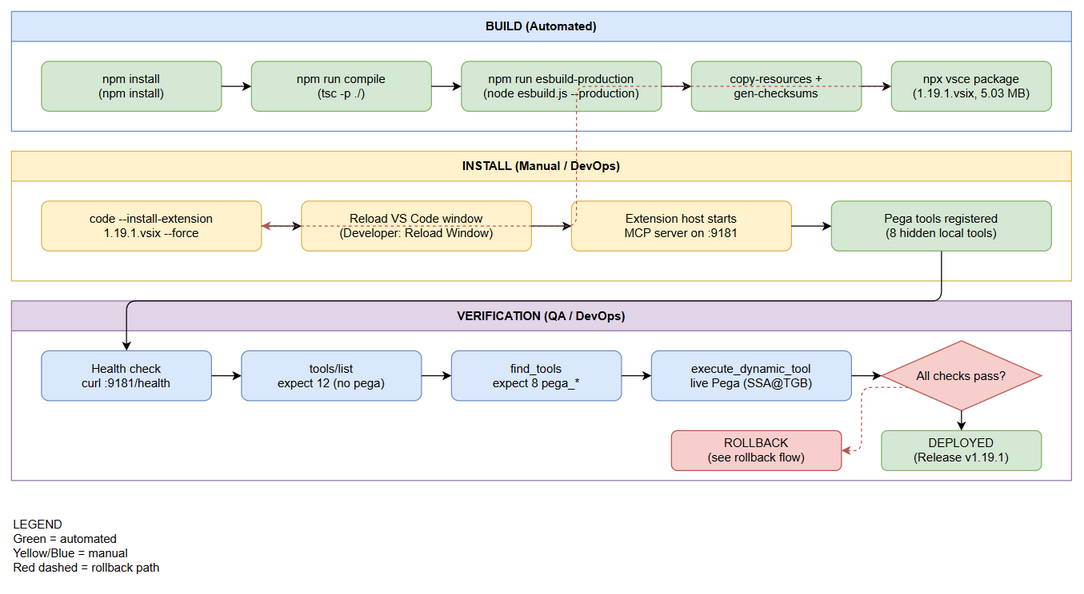 BUILD (Automated)
npm install
(npm install)
npm run compile
(tsc -p ./)
npm run esbuild-production
(node esbuild.js --production)
copy-resources +
gen-checksums
npx vsce package
(1.19.1.vsix, 5.03 MB)
INSTALL (Manual / DevOps)
code --install-extension
1.19.1.vsix --force
Reload VS Code window
(Developer: Reload Window)
Extension host starts
MCP server on :9181
Pega tools registered
(8 hidden local tools)
VERIFICATION (QA / DevOps)
Health check
curl :9181/health
tools/list
expect 12 (no pega)
find_tools
expect 8 pega_*
execute_dynamic_tool
live Pega (SSA@TGB)
All checks pass?
ROLLBACK
(see rollback flow)
DEPLOYED
(Release v1.19.1)
LEGEND
Green = automated
Yellow/Blue = manual
Red dashed = rollback path